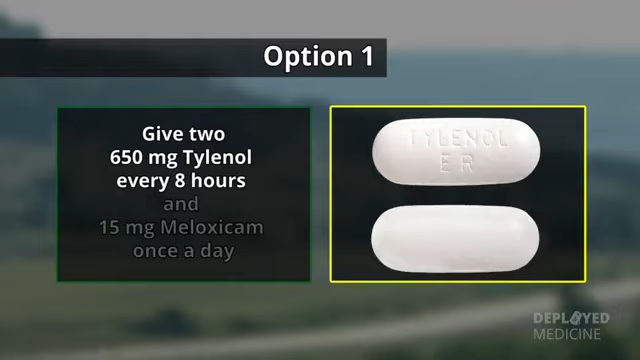 Option 1
Give two
650 mg Tylenol
every 8 hours
and
15 mg Meloxicam
once a day
TYLENOL
ER
DEPLOYED
MEDICINE